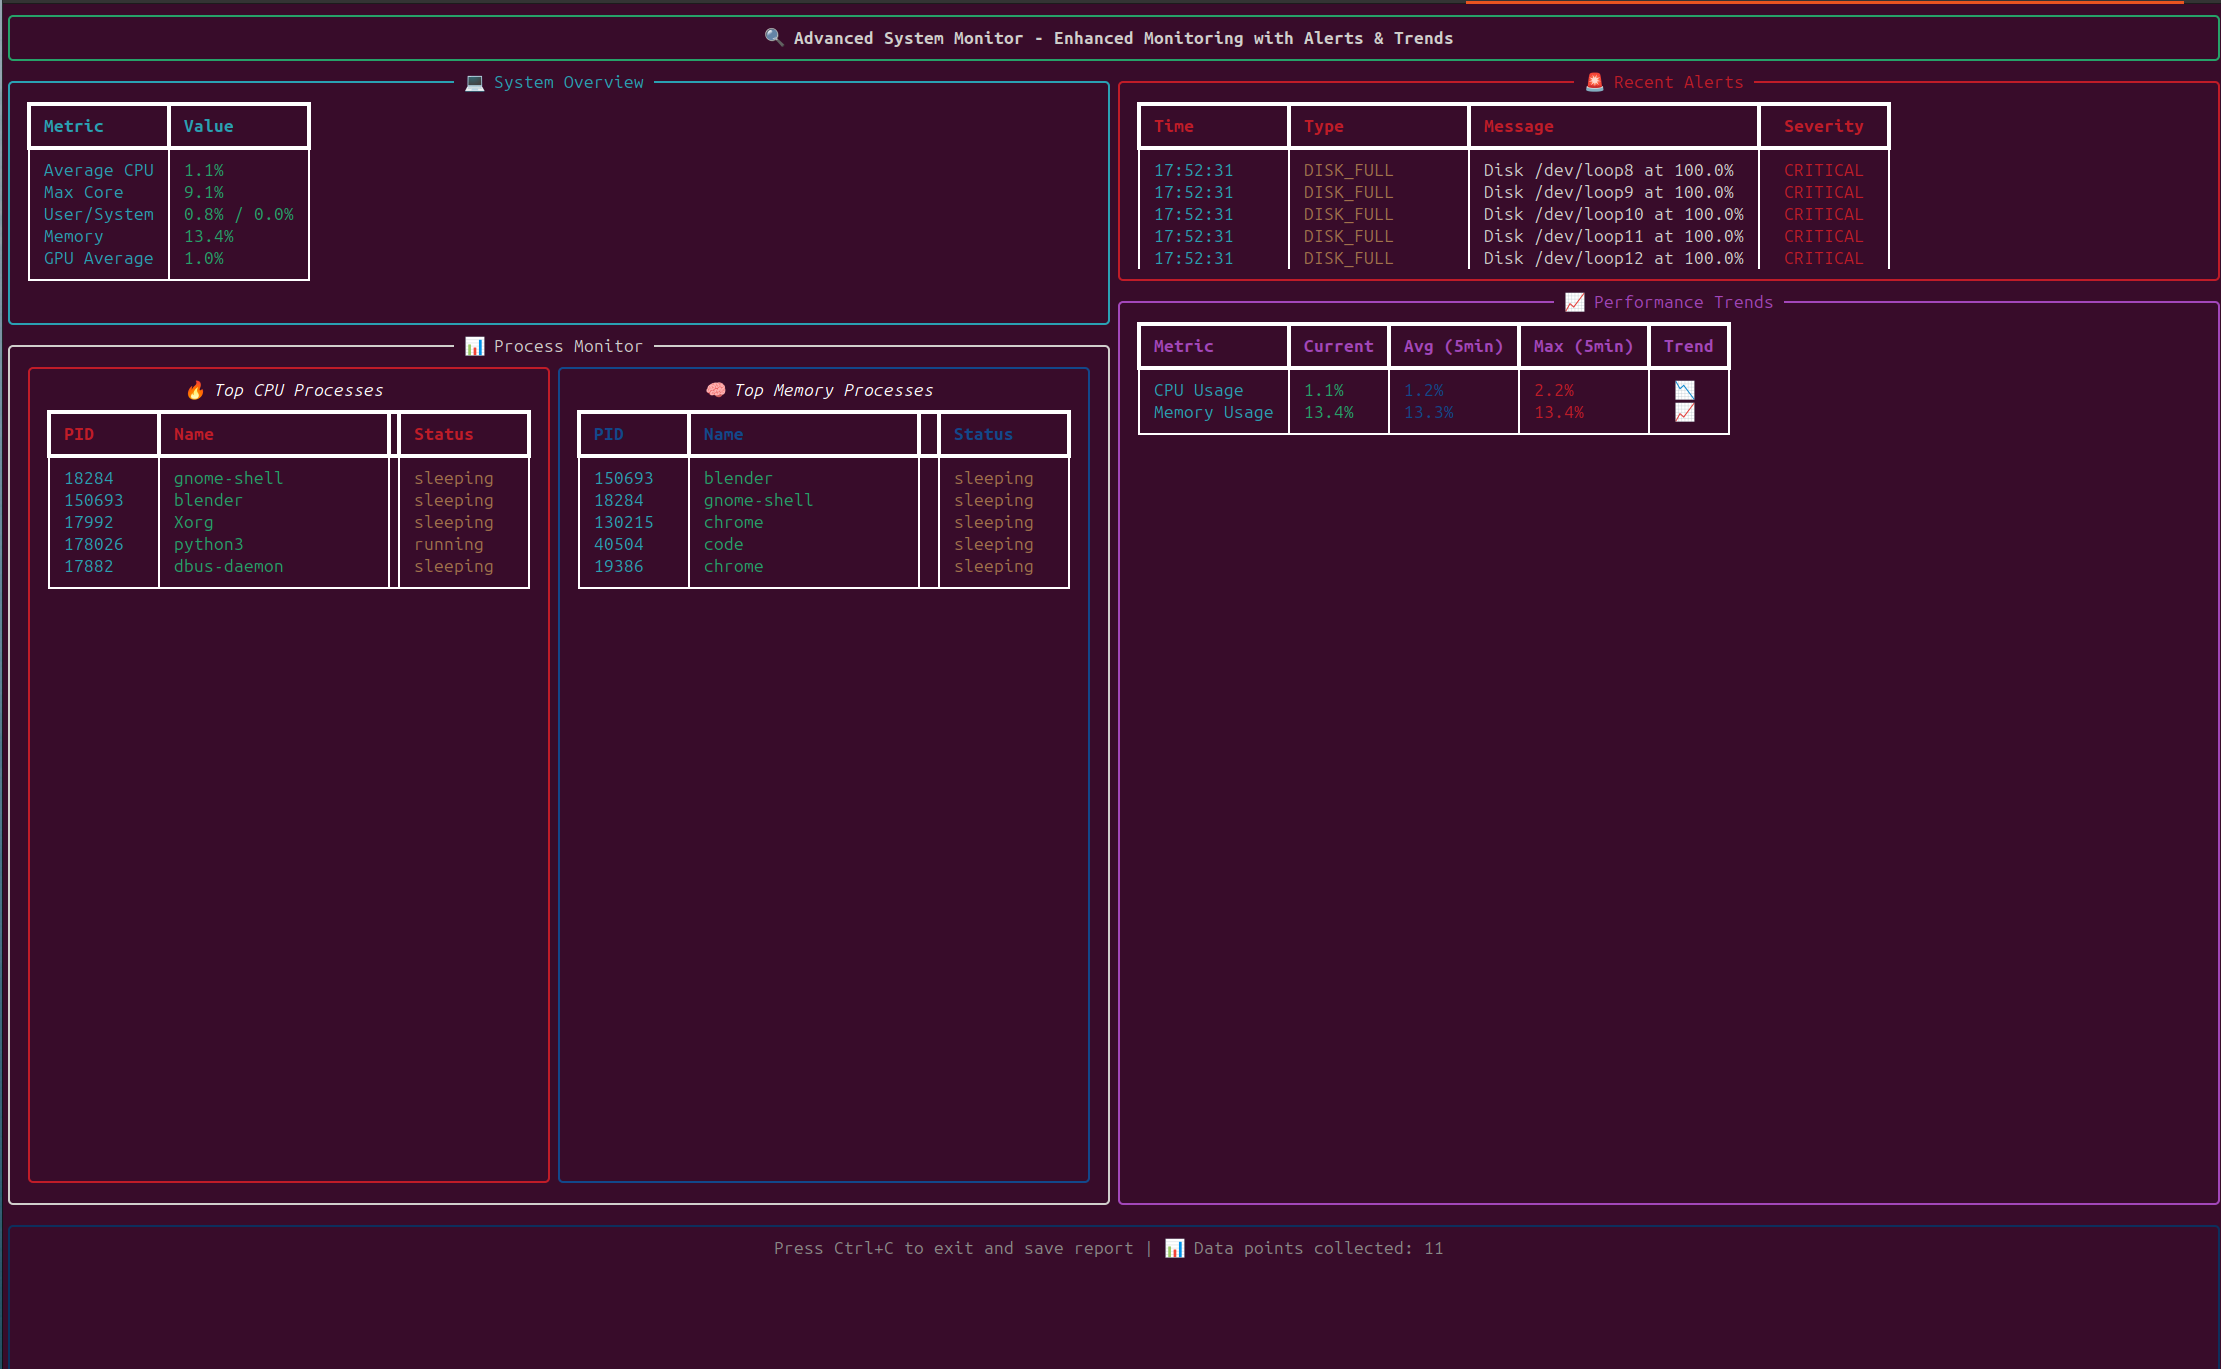 Advanced System Monitor - Enhanced Monitoring with Alerts & Trends
System Overview
Metric Value
Average CPU 1.1%
Max Core 9.1%
User/System 0.8% / 0.0%
Memory 13.4%
GPU Average 1.0%
Recent Alerts
Time Type Message Severity
17:52:31 DISK_FULL Disk /dev/loop8 at 100.0% CRITICAL
17:52:31 DISK_FULL Disk /dev/loop9 at 100.0% CRITICAL
17:52:31 DISK_FULL Disk /dev/loop10 at 100.0% CRITICAL
17:52:31 DISK_FULL Disk /dev/loop11 at 100.0% CRITICAL
17:52:31 DISK_FULL Disk /dev/loop12 at 100.0% CRITICAL
Process Monitor
Top CPU Processes
PID Name Status
18284 gnome-shell sleeping
150693 blender sleeping
17992 Xorg sleeping
178026 python3 running
17882 dbus-daemon sleeping
Top Memory Processes
PID Name Status
150693 blender sleeping
18284 gnome-shell sleeping
130215 chrome sleeping
40504 code sleeping
19386 chrome sleeping
Performance Trends
Metric Current Avg (5min) Max (5min) Trend
CPU Usage 1.1% 1.2% 2.2%
Memory Usage 13.4% 13.3% 13.4%
Press Ctrl+C to exit and save report | Data points collected: 11